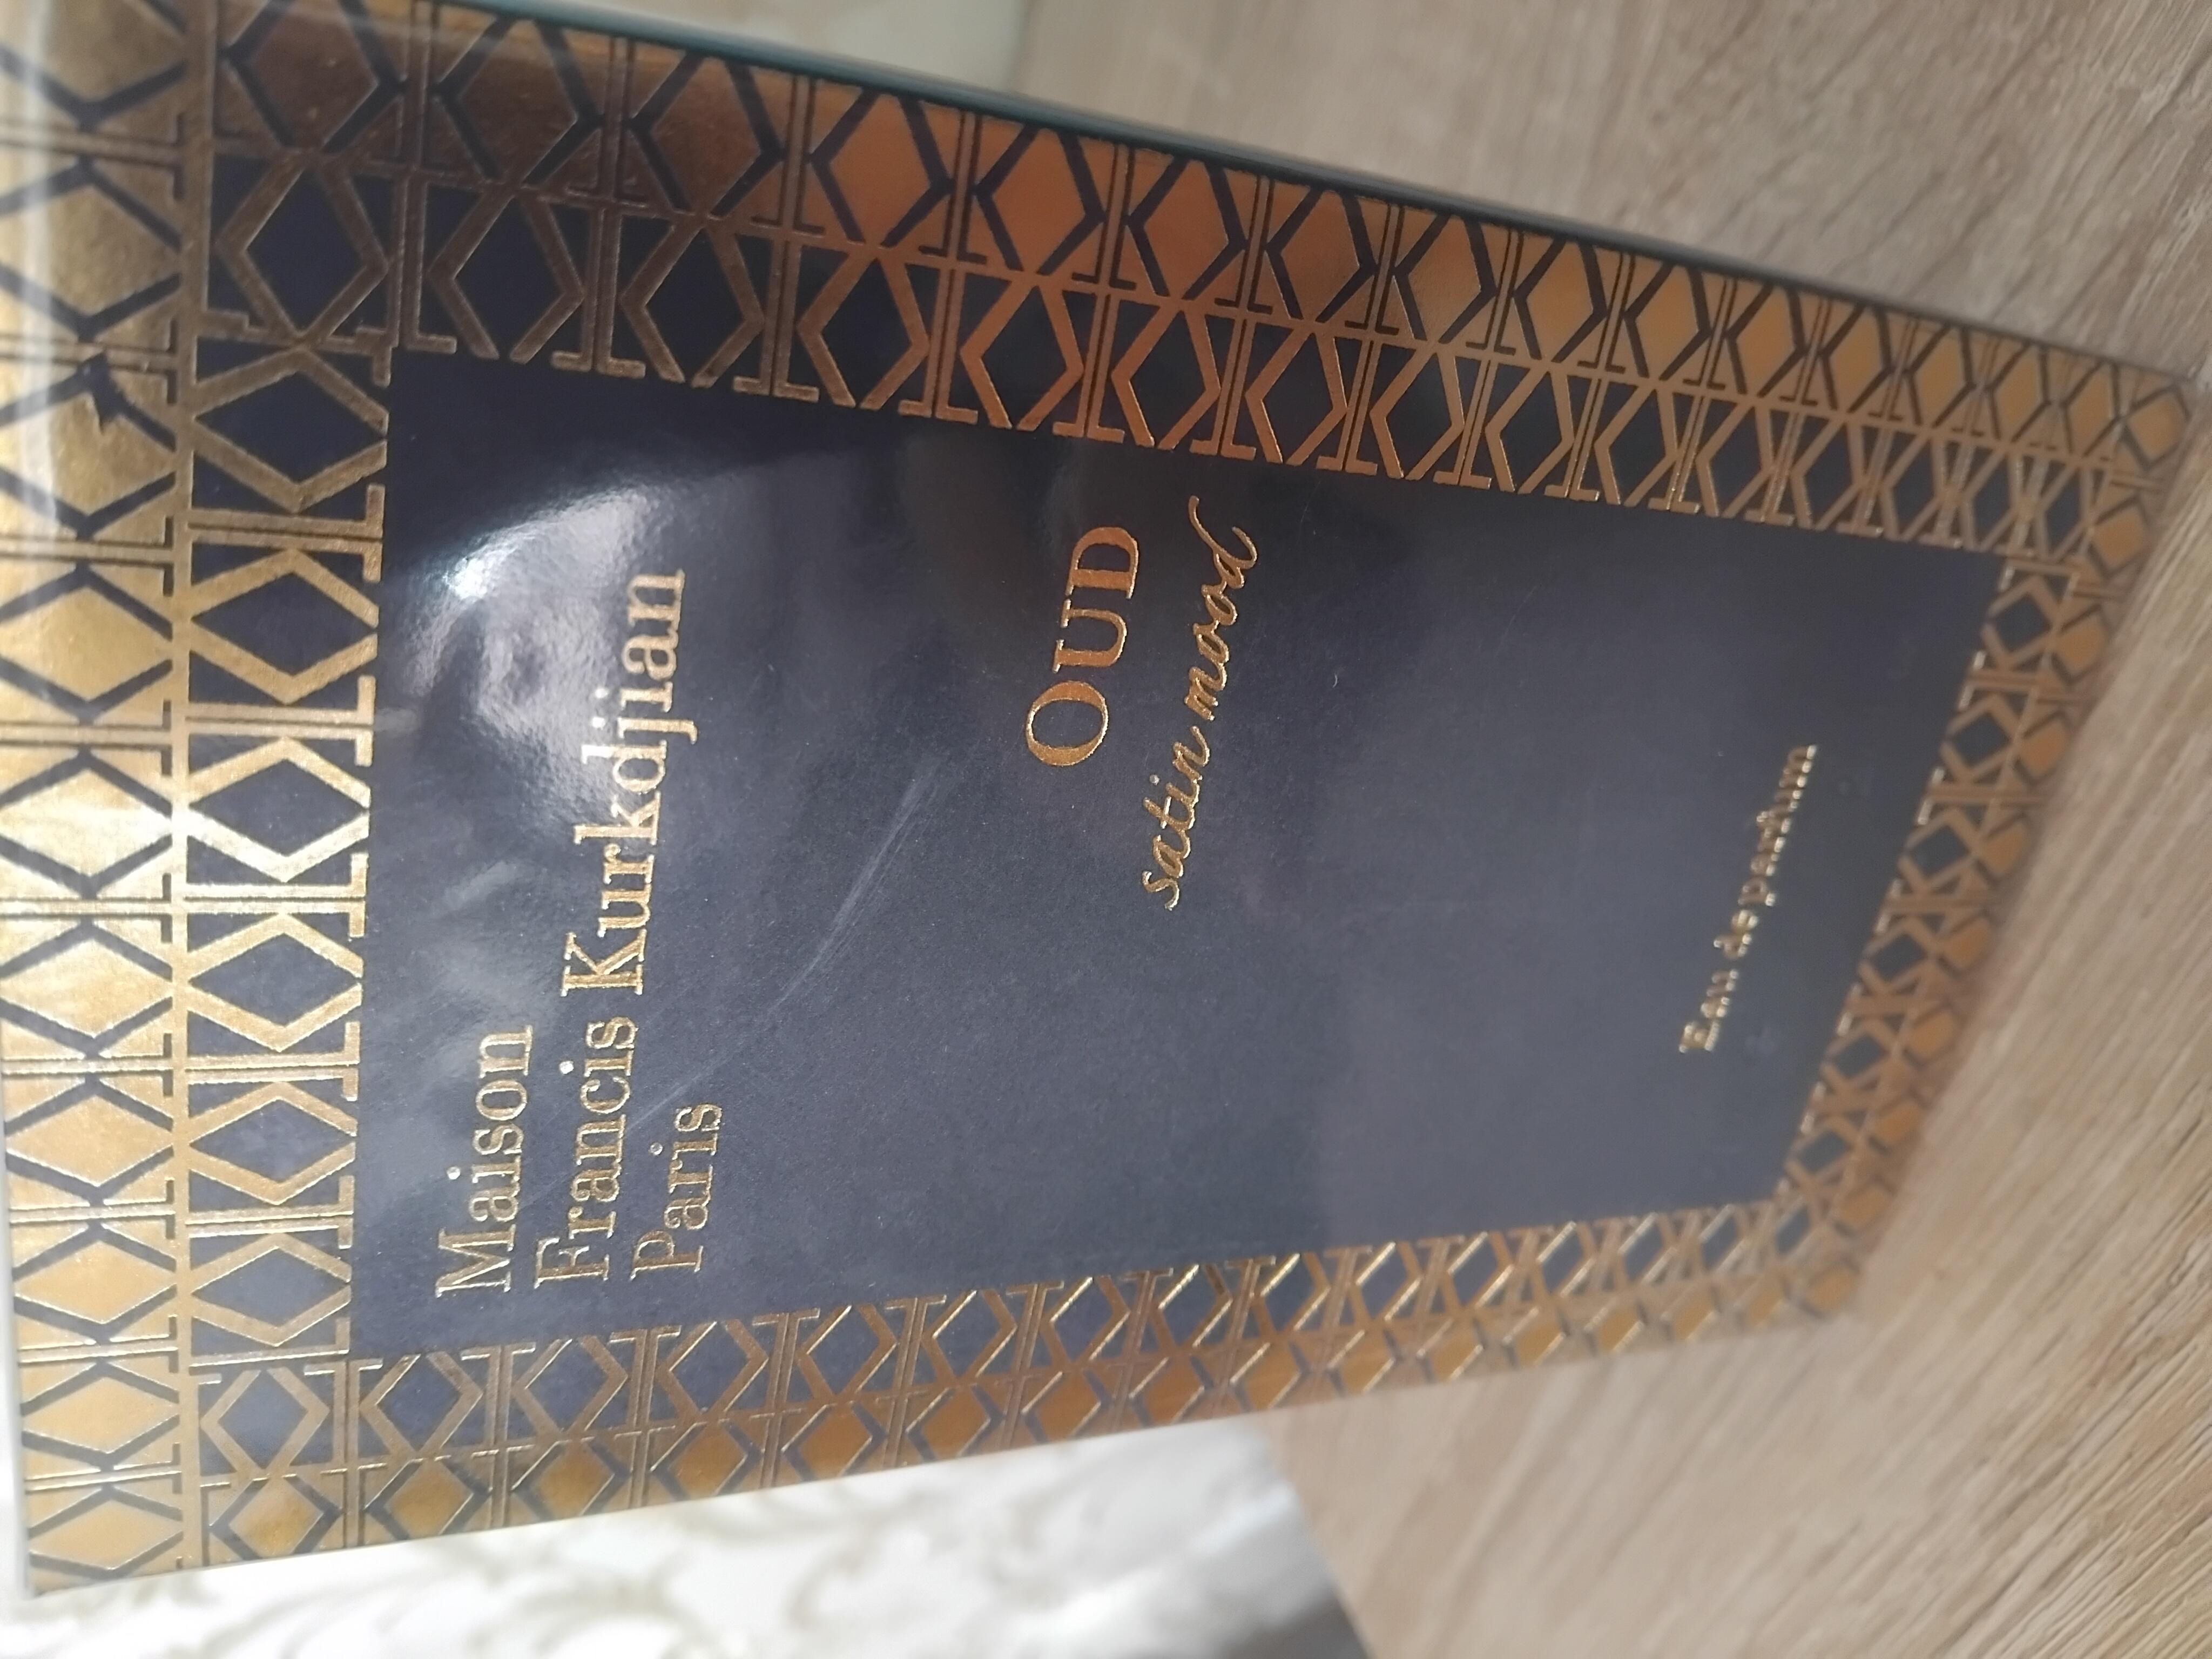 Maison
Francis Kurkdjian
Paris
OUD
satin mood
Eau de parfum